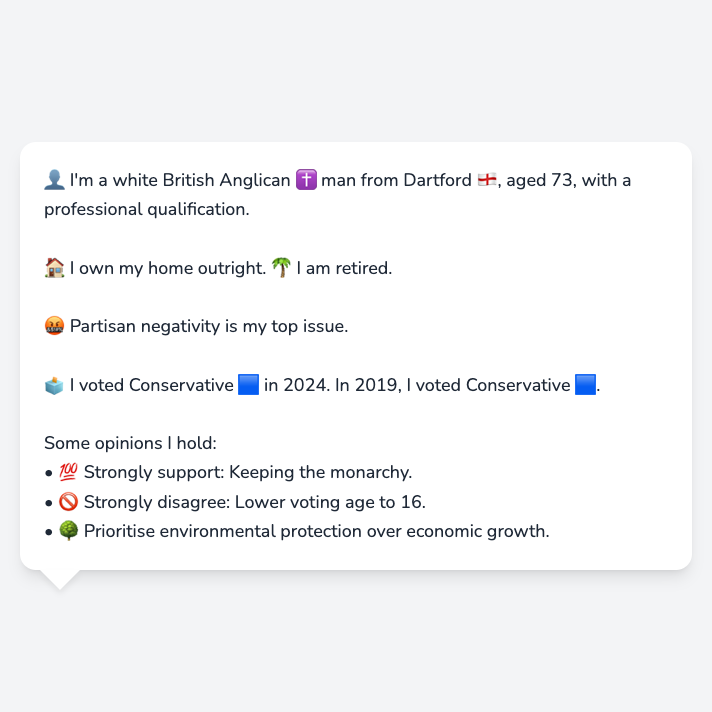 👤 I'm a white British Anglican ✝️ man from Dartford 🏴󠁧󠁢󠁥󠁮󠁧󠁿, aged 73, with a
professional qualification.
🏠 I own my home outright. 🌴 I am retired.
🤬 Partisan negativity is my top issue.
🗳️ I voted Conservative 🟦 in 2024. In 2019, I voted Conservative 🟦.
Some opinions I hold:
• 💯 Strongly support: Keeping the monarchy.
• 🚫 Strongly disagree: Lower voting age to 16.
• 🌳 Prioritise environmental protection over economic growth.